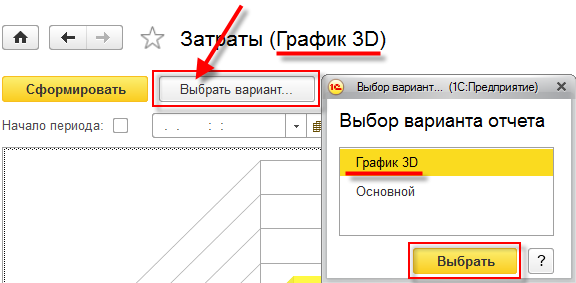 Затраты (График 3D)
Сформировать
Выбрать вариант...
Начало периода:
. . : :
1С Выбор вариант... (1С:Предприятие)
Выбор варианта отчета
График 3D
Основной
Выбрать
?